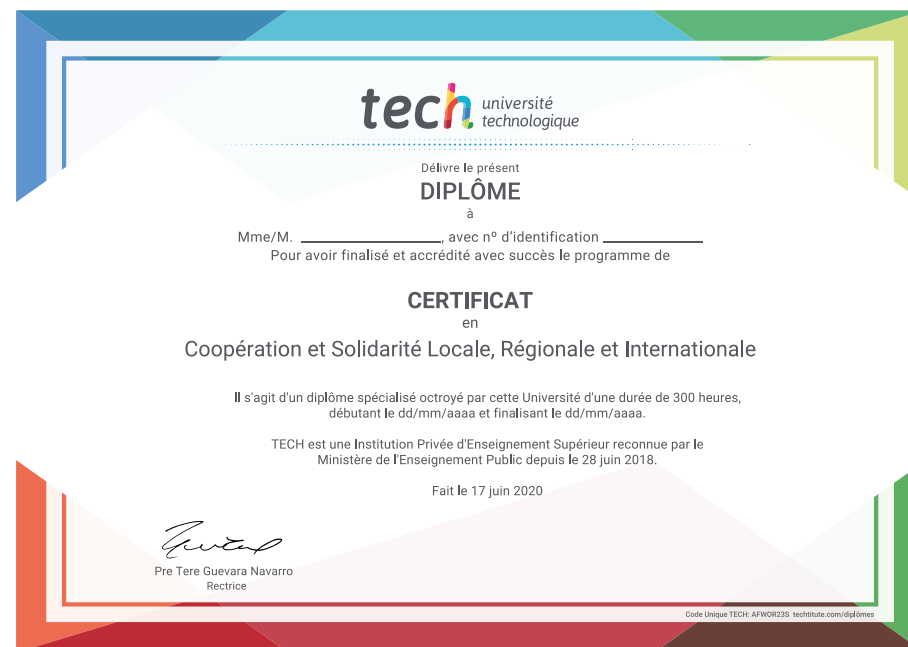 tech université
technologique
Délivre le présent
DIPLÔME
à
Mme/M. ____________________, avec nº d'identification ______________
Pour avoir finalisé et accrédité avec succès le programme de
CERTIFICAT
en
Coopération et Solidarité Locale, Régionale et Internationale
Il s'agit d'un diplôme spécialisé octroyé par cette Université d'une durée de 300 heures,
débutant le dd/mm/aaaa et finalisant le dd/mm/aaaa.
TECH est une Institution Privée d'Enseignement Supérieur reconnue par le
Ministère de l'Enseignement Public depuis le 28 juin 2018.
Fait le 17 juin 2020
Pre Tere Guevara Navarro
Rectrice
Code Unique TECH: AFWOR23S techtitute.com/diplômes